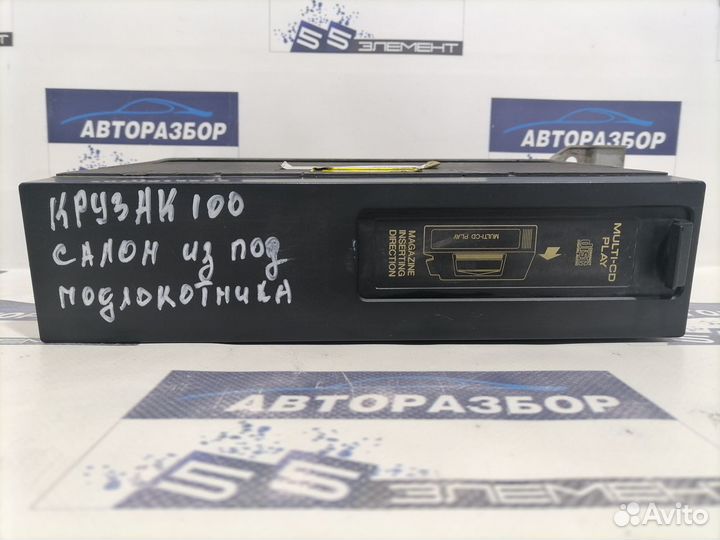 55 ЭЛЕМЕНТ
АВТОРАЗБОР
АВТОРАЗБОР
КРУЗАК 100
САЛОН ИЗ ПОД
ПОДЛОКОТНИКА
MAGAZINE
INSERTING
DIRECTION
MULTI-CD PLAY
MULTI-CD
PLAY
АВТОРАЗБОР
55 ЭЛЕМЕНТ
Avito